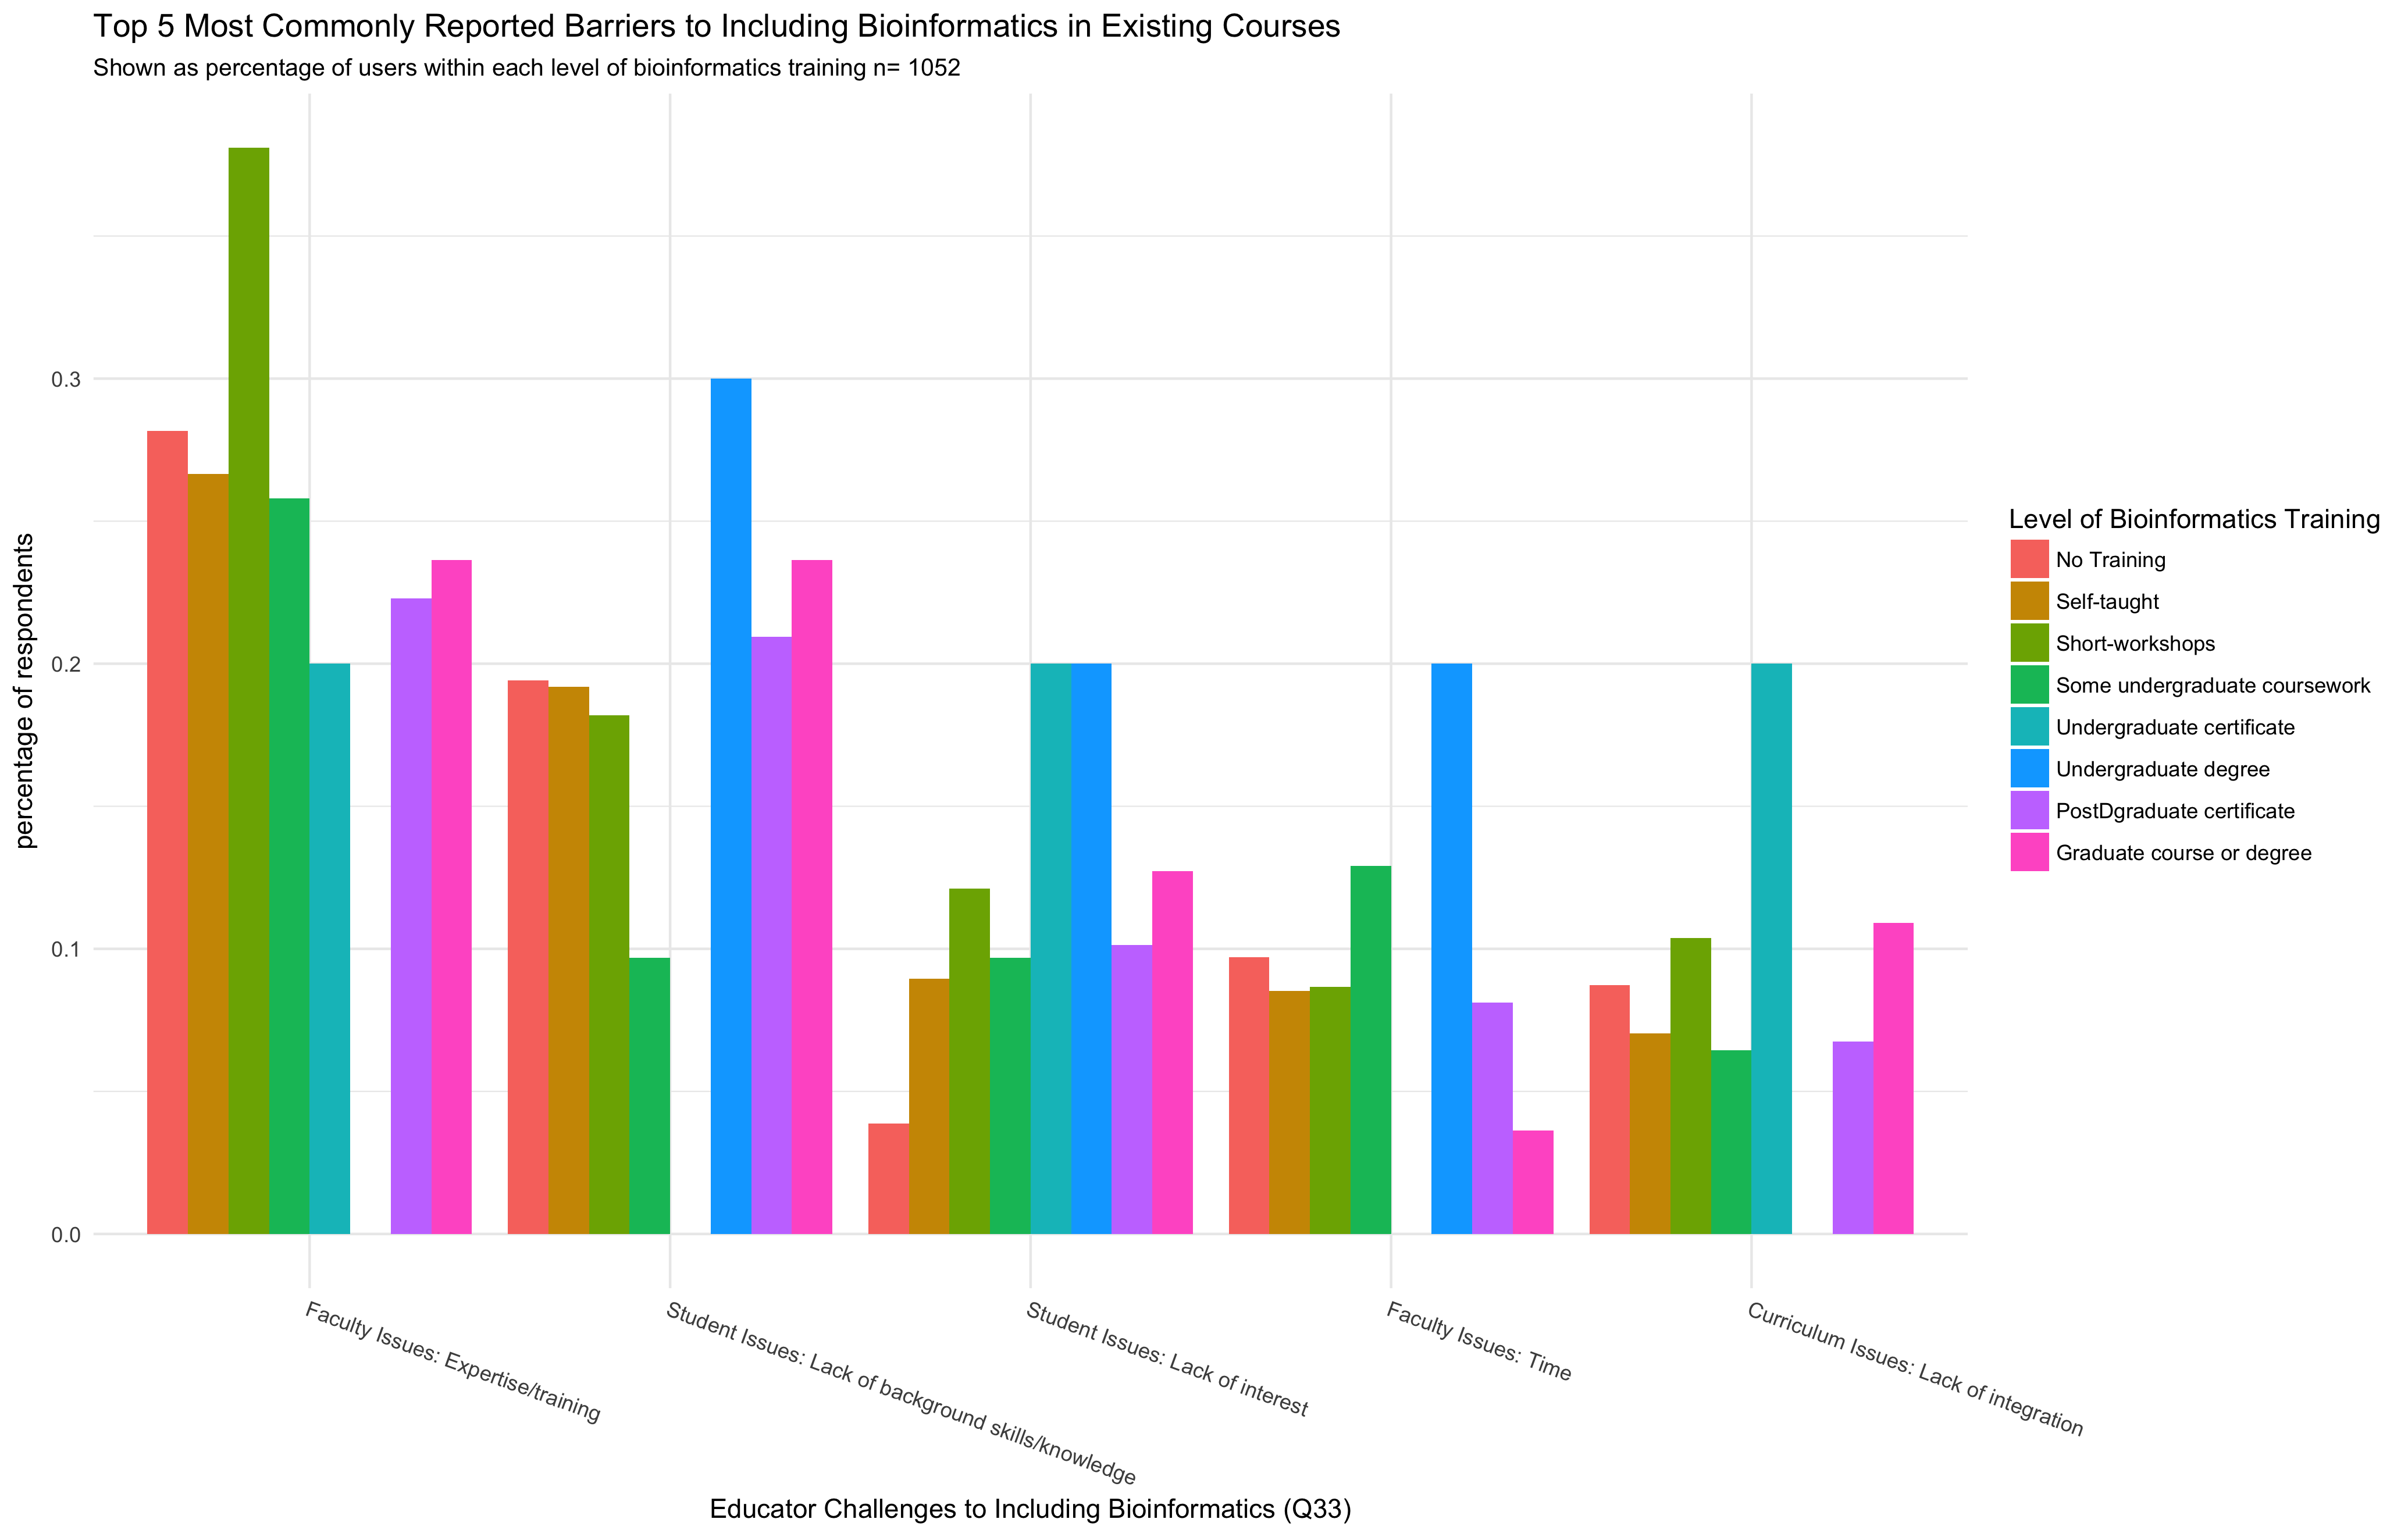 Top 5 Most Commonly Reported Barriers to Including Bioinformatics in Existing Courses
Shown as percentage of users within each level of bioinformatics training n= 1052
percentage of respondents
0.3
0.2
0.1
0.0
Faculty Issues: Expertise/training
Student Issues: Lack of background skills/knowledge
Student Issues: Lack of interest
Faculty Issues: Time
Curriculum Issues: Lack of integration
Educator Challenges to Including Bioinformatics (Q33)
Level of Bioinformatics Training
No Training
Self-taught
Short-workshops
Some undergraduate coursework
Undergraduate certificate
Undergraduate degree
PostDgraduate certificate
Graduate course or degree